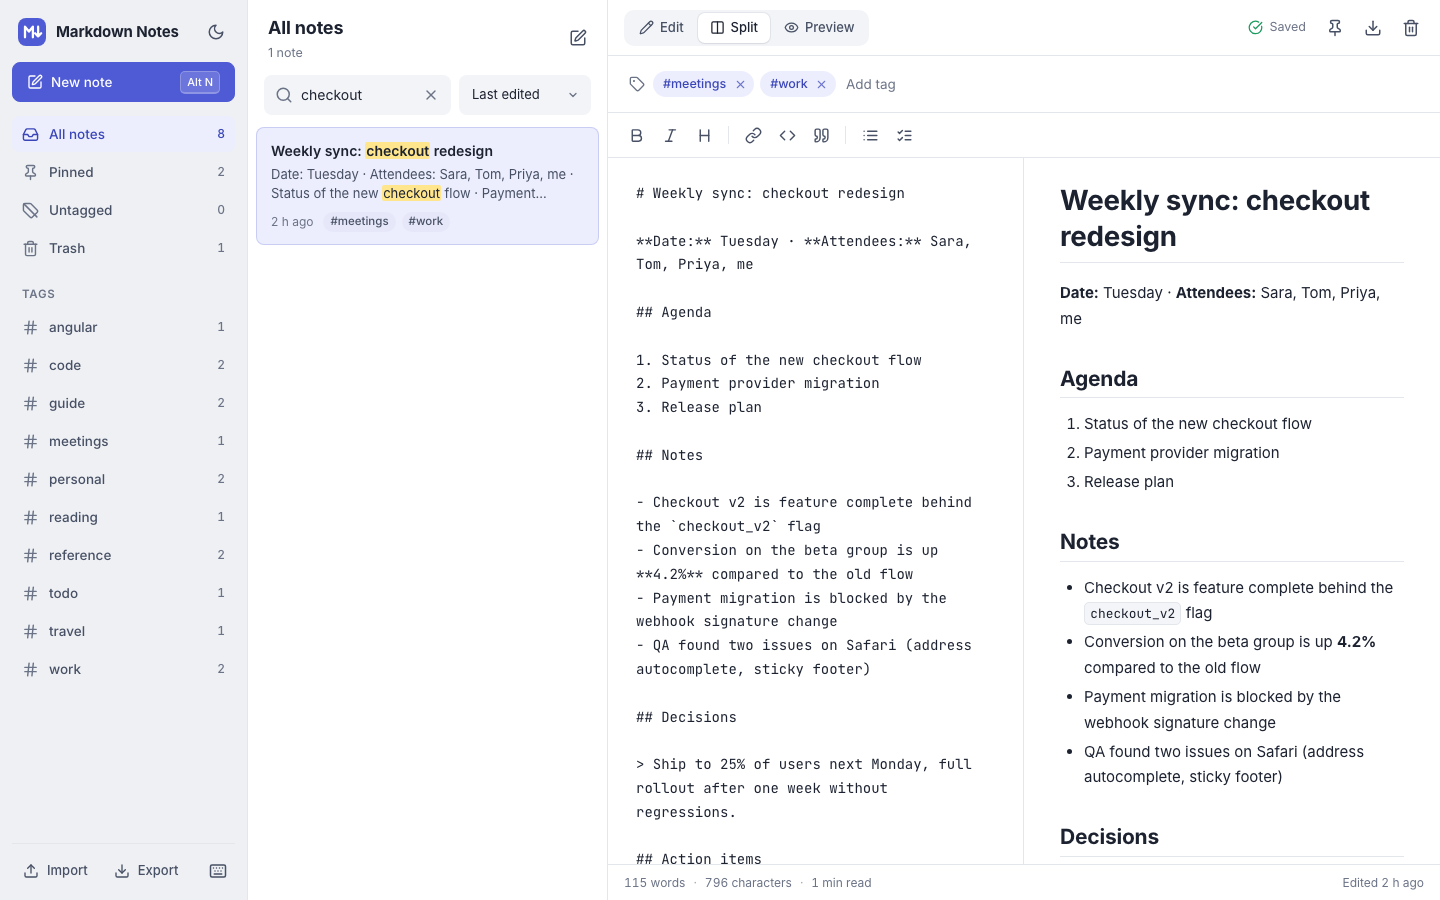 Markdown Notes
New note
Alt N
All notes 8
Pinned 2
Untagged 0
Trash 1
TAGS
angular 1
code 2
guide 2
meetings 1
personal 2
reading 1
reference 2
todo 1
travel 1
work 2
Import
Export
All notes
1 note
checkout
Last edited
Weekly sync: checkout redesign
Date: Tuesday · Attendees: Sara, Tom, Priya, me ·
Status of the new checkout flow · Payment...
2 h ago #meetings #work
Edit
Split
Preview
Saved
#meetings
#work
Add tag
# Weekly sync: checkout redesign
**Date:** Tuesday · **Attendees:** Sara,
Tom, Priya, me
## Agenda
1. Status of the new checkout flow
2. Payment provider migration
3. Release plan
## Notes
- Checkout v2 is feature complete behind
the `checkout_v2` flag
- Conversion on the beta group is up
**4.2%** compared to the old flow
- Payment migration is blocked by the
webhook signature change
- QA found two issues on Safari (address
autocomplete, sticky footer)
## Decisions
> Ship to 25% of users next Monday, full
rollout after one week without
regressions.
## Action items
Weekly sync: checkout
redesign
Date: Tuesday · Attendees: Sara, Tom, Priya,
me
Agenda
1. Status of the new checkout flow
2. Payment provider migration
3. Release plan
Notes
• Checkout v2 is feature complete behind the
checkout_v2 flag
• Conversion on the beta group is up 4.2%
compared to the old flow
• Payment migration is blocked by the
webhook signature change
• QA found two issues on Safari (address
autocomplete, sticky footer)
Decisions
115 words · 796 characters · 1 min read
Edited 2 h ago